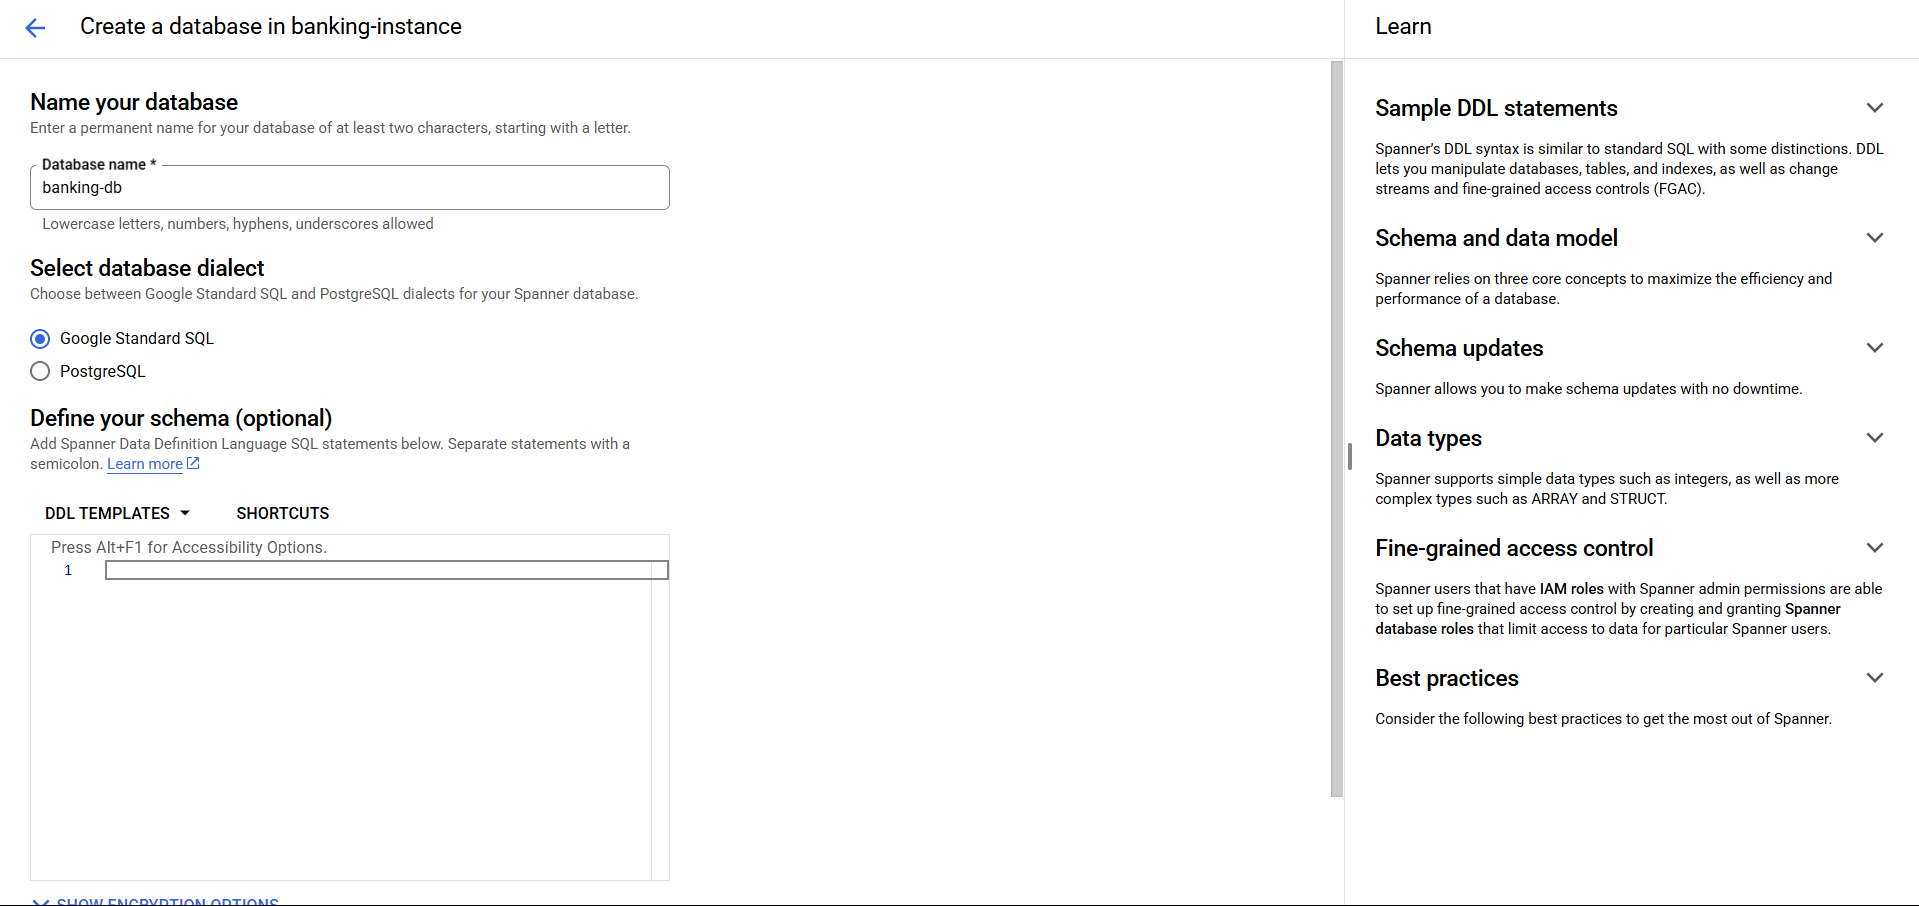 Create a database in banking-instance
Name your database
Enter a permanent name for your database of at least two characters, starting with a letter.
Database name *
banking-db
Lowercase letters, numbers, hyphens, underscores allowed
Select database dialect
Choose between Google Standard SQL and PostgreSQL dialects for your Spanner database.
Google Standard SQL
PostgreSQL
Define your schema (optional)
Add Spanner Data Definition Language SQL statements below. Separate statements with a
semicolon. Learn more
DDL TEMPLATES SHORTCUTS
Press Alt+F1 for Accessibility Options.
1
SHOW ENCRYPTION OPTIONS
Learn
Sample DDL statements
Spanner’s DDL syntax is similar to standard SQL with some distinctions. DDL
lets you manipulate databases, tables, and indexes, as well as change
streams and fine-grained access controls (FGAC).
Schema and data model
Spanner relies on three core concepts to maximize the efficiency and
performance of a database.
Schema updates
Spanner allows you to make schema updates with no downtime.
Data types
Spanner supports simple data types such as integers, as well as more
complex types such as ARRAY and STRUCT.
Fine-grained access control
Spanner users that have IAM roles with Spanner admin permissions are able
to set up fine-grained access control by creating and granting Spanner
database roles that limit access to data for particular Spanner users.
Best practices
Consider the following best practices to get the most out of Spanner.